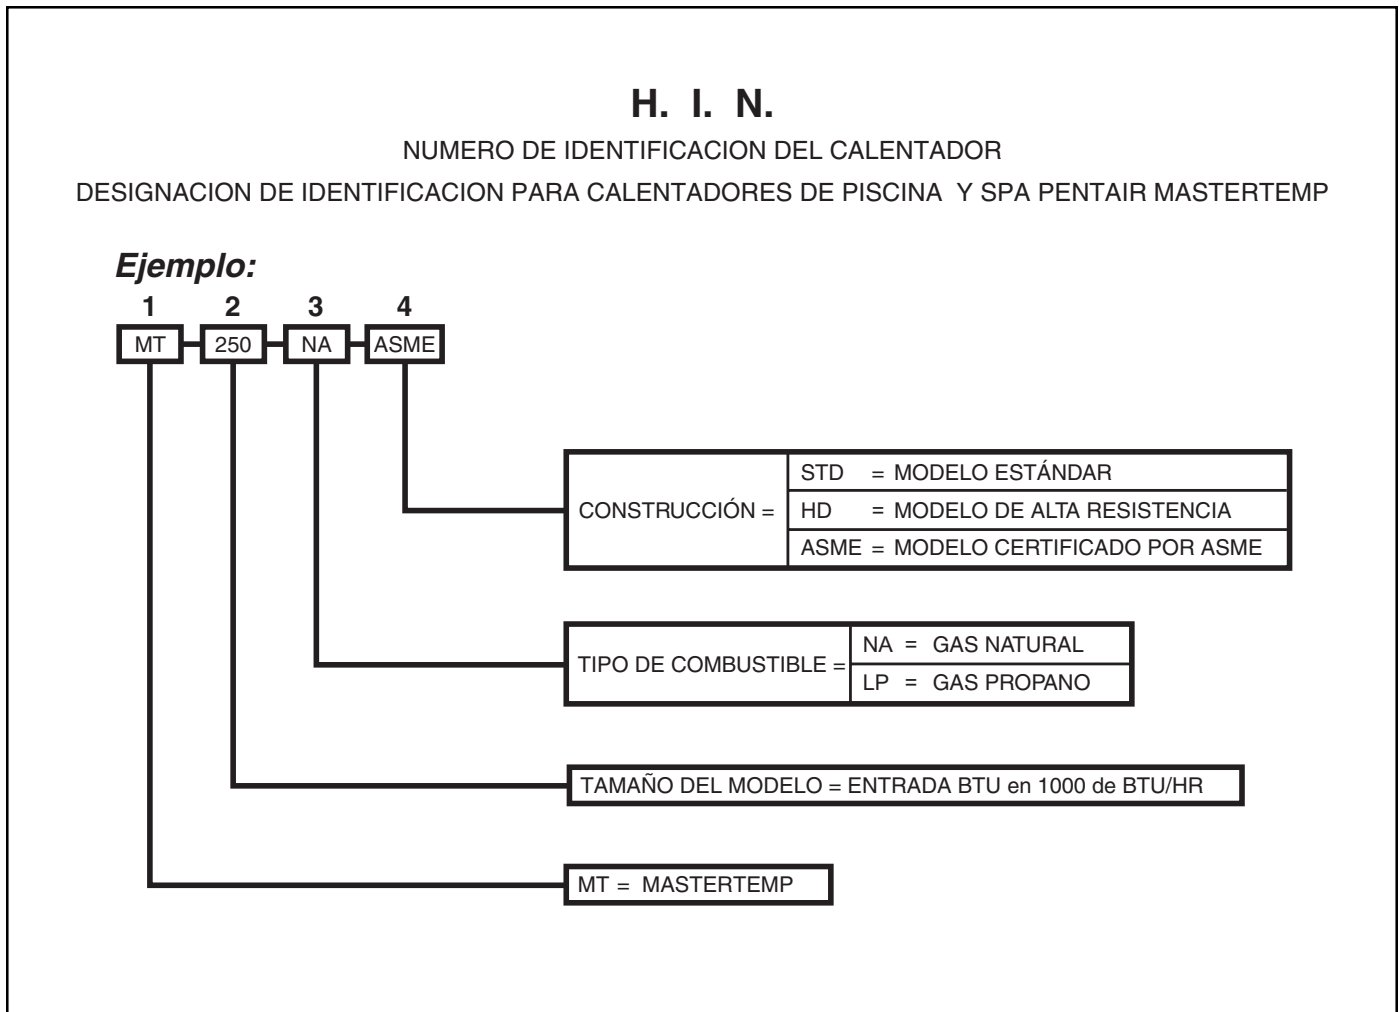 H. I. N.
NUMERO DE IDENTIFICACION DEL CALENTADOR
DESIGNACION DE IDENTIFICACION PARA CALENTADORES DE PISCINA Y SPA PENTAIR MASTERTEMP
Ejemplo:
1 2 3 4
MT 250 NA ASME
CONSTRUCCIÓN =
STD = MODELO ESTÁNDAR
HD = MODELO DE ALTA RESISTENCIA
ASME = MODELO CERTIFICADO POR ASME
TIPO DE COMBUSTIBLE =
NA = GAS NATURAL
LP = GAS PROPANO
TAMAÑO DEL MODELO = ENTRADA BTU en 1000 de BTU/HR
MT = MASTERTEMP